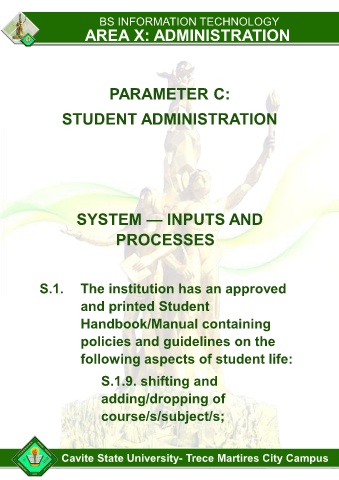 BS INFORMATION TECHNOLOGY
AREA X: ADMINISTRATION
PARAMETER C:
STUDENT ADMINISTRATION
SYSTEM — INPUTS AND
PROCESSES
S.1. The institution has an approved
and printed Student
Handbook/Manual containing
policies and guidelines on the
following aspects of student life:
S.1.9. shifting and
adding/dropping of
course/s/subject/s;
Cavite State University- Trece Martires City Campus